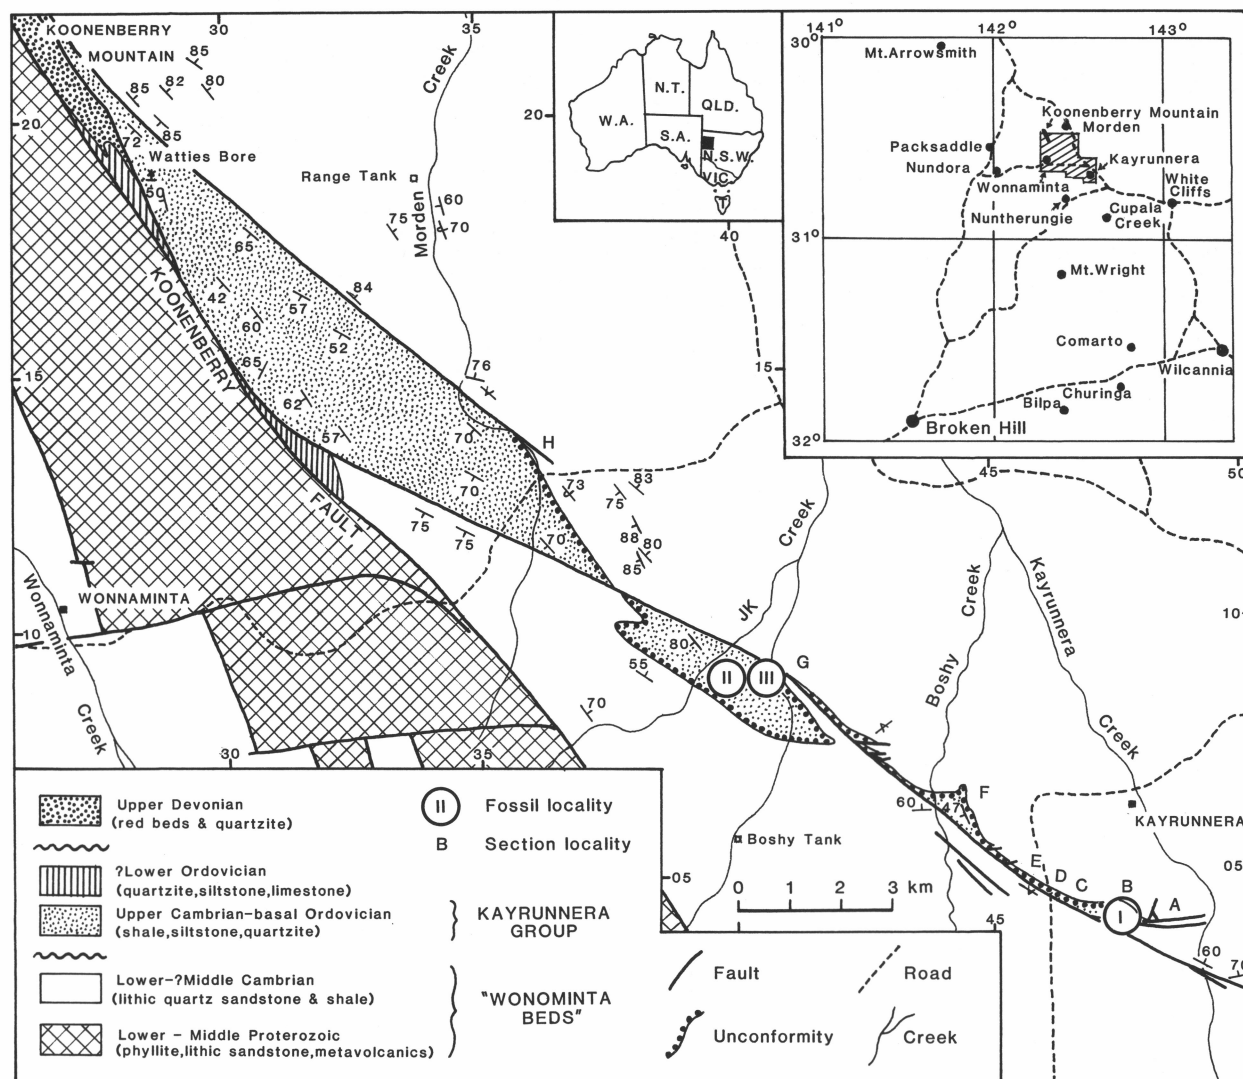 KOONENBERRY
MOUNTAIN
30
35
85
82
80
85
85
72
20
Watties Bore
50
Range Tank
Creek
Morden
60
70
75
65
42
57
84
60
52
65
62
57
76
70
70
H
73
83
75
88
80
85
75
75
70
KOONENBERRY
FAULT
15
10
WONNAMINTA
Wonnaminta
Creek
30
35
20
W.A.
N.T.
QLD.
S.A.
N.S.W.
VIC.
T
40
15
141°
142°
143°
30°
31°
32°
Mt.Arrowsmith
Koonenberry Mountain
Morden
Packsaddle
Nundora
Kayrunnera
Wonnaminta
White
Cliffs
Nuntherungie
Cupala
Creek
Mt.Wright
Comarto
Wilcannia
Churinga
Bilpa
Broken Hill
45
50
Creek
JK
Boshy
Creek
Kayrunnera
Creek
10
80
55
70
II
III
G
60
47
F
KAYRUNNERA
05
E
D
C
B
A
I
60
70
Boshy Tank
05
0 1 2 3 km
45
Upper Devonian
(red beds & quartzite)
?Lower Ordovician
(quartzite,siltstone,limestone)
Upper Cambrian-basal Ordovician
(shale,siltstone,quartzite)
Lower-?Middle Cambrian
(lithic quartz sandstone & shale)
Lower - Middle Proterozoic
(phyllite,lithic sandstone,metavolcanics)
II Fossil locality
B Section locality
KAYRUNNERA
GROUP
"WONOMINTA
BEDS"
Fault
Road
Unconformity
Creek